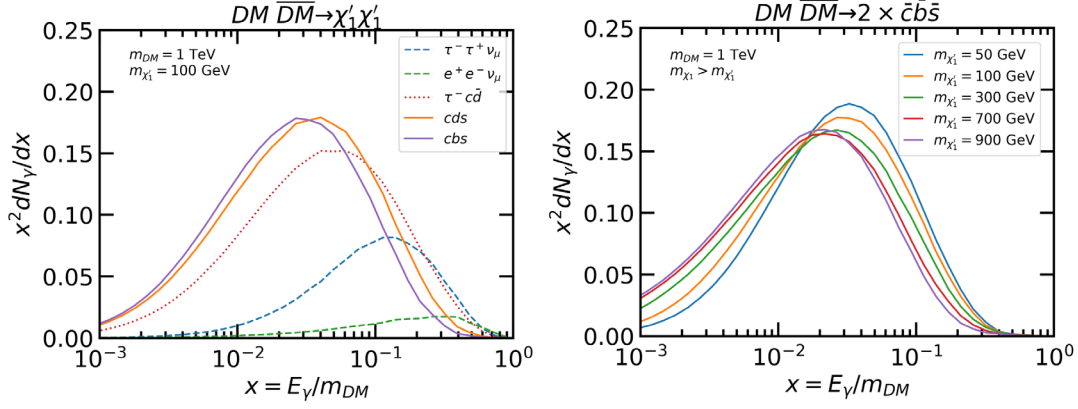 DM D̅M̅→χ′₁χ′₁
m_DM = 1 TeV
m_χ′₁ = 100 GeV
τ⁻τ⁺ν_μ
e⁺e⁻ν_μ
τ⁻cd̄
cds
cbs
x²dN_γ/dx
0.25
0.20
0.15
0.10
0.05
0.00
10⁻³
10⁻²
10⁻¹
10⁰
x = E_γ/m_DM
DM D̅M̅→2 × c̄b̄s̄
m_DM = 1 TeV
m_χ₁ > m_χ′₁
m_χ′₁ = 50 GeV
m_χ′₁ = 100 GeV
m_χ′₁ = 300 GeV
m_χ′₁ = 700 GeV
m_χ′₁ = 900 GeV
x²dN_γ/dx
0.25
0.20
0.15
0.10
0.05
0.00
10⁻³
10⁻²
10⁻¹
10⁰
x = E_γ/m_DM